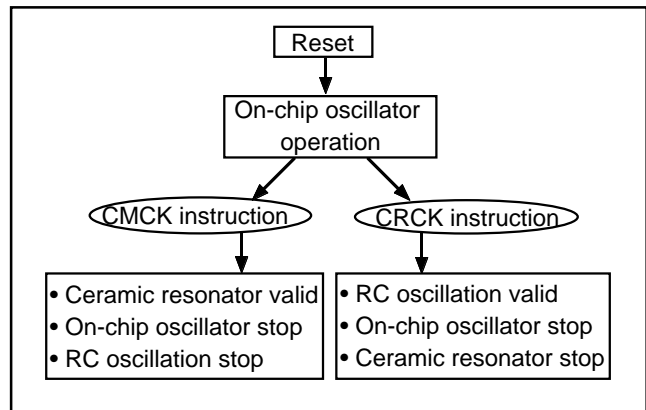 Reset
On-chip oscillator
operation
CMCK instruction
CRCK instruction
• Ceramic resonator valid
• On-chip oscillator stop
• RC oscillation stop
• RC oscillation valid
• On-chip oscillator stop
• Ceramic resonator stop